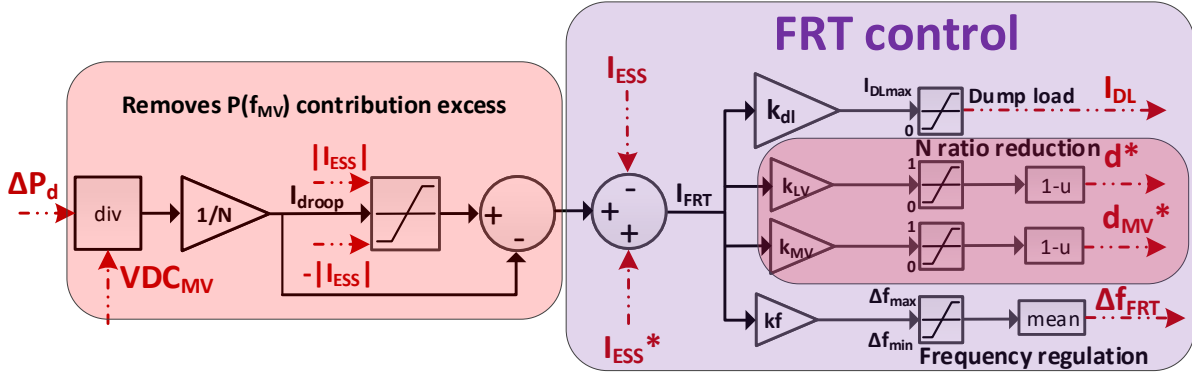 FRT control
Removes P(f_MV) contribution excess
ΔP_d
div
VDC_MV
1/N
I_droop
|I_ESS|
-|I_ESS|
+
-
I_ESS
-
+
+
I_ESS*
I_FRT
k_dl
I_DLmax
0
Dump load
I_DL
N ratio reduction
k_LV
1
0
1-u
d*
k_MV
1
0
1-u
d_MV*
kf
Δf_max
Δf_min
mean
Δf_FRT
Frequency regulation